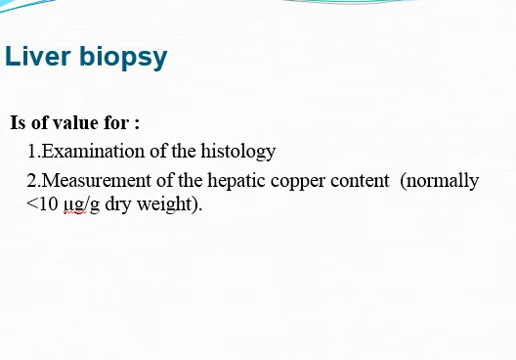 Liver biopsy
Is of value for :
1.Examination of the histology
2.Measurement of the hepatic copper content  (normally
<10 μg/g dry weight).